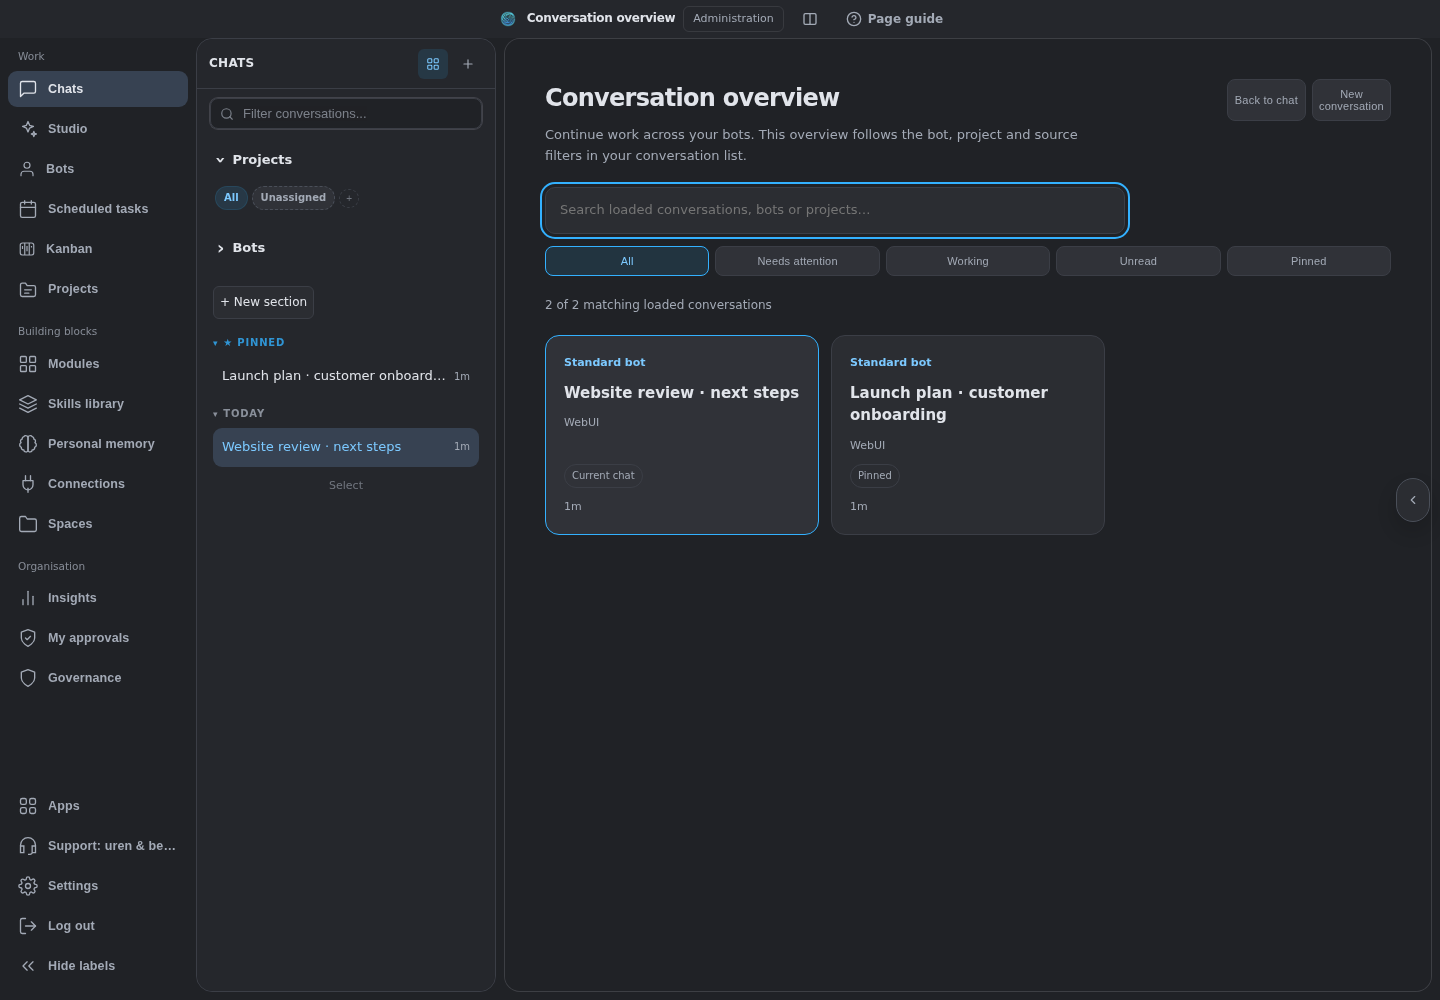 Conversation overview
Administration
Page guide
Work
Chats
Studio
Bots
Scheduled tasks
Kanban
Projects
Building blocks
Modules
Skills library
Personal memory
Connections
Spaces
Organisation
Insights
My approvals
Governance
Apps
Support: uren & be...
Settings
Log out
Hide labels
CHATS
+
Filter conversations...
Projects
All
Unassigned
+
Bots
+ New section
▾ ★ PINNED
Launch plan · customer onboard... 1m
▾ TODAY
Website review · next steps 1m
Select
Conversation overview
Back to chat
New
conversation
Continue work across your bots. This overview follows the bot, project and source
filters in your conversation list.
Search loaded conversations, bots or projects...
All
Needs attention
Working
Unread
Pinned
2 of 2 matching loaded conversations
Standard bot
Website review · next steps
WebUI
Current chat
1m
Standard bot
Launch plan · customer
onboarding
WebUI
Pinned
1m